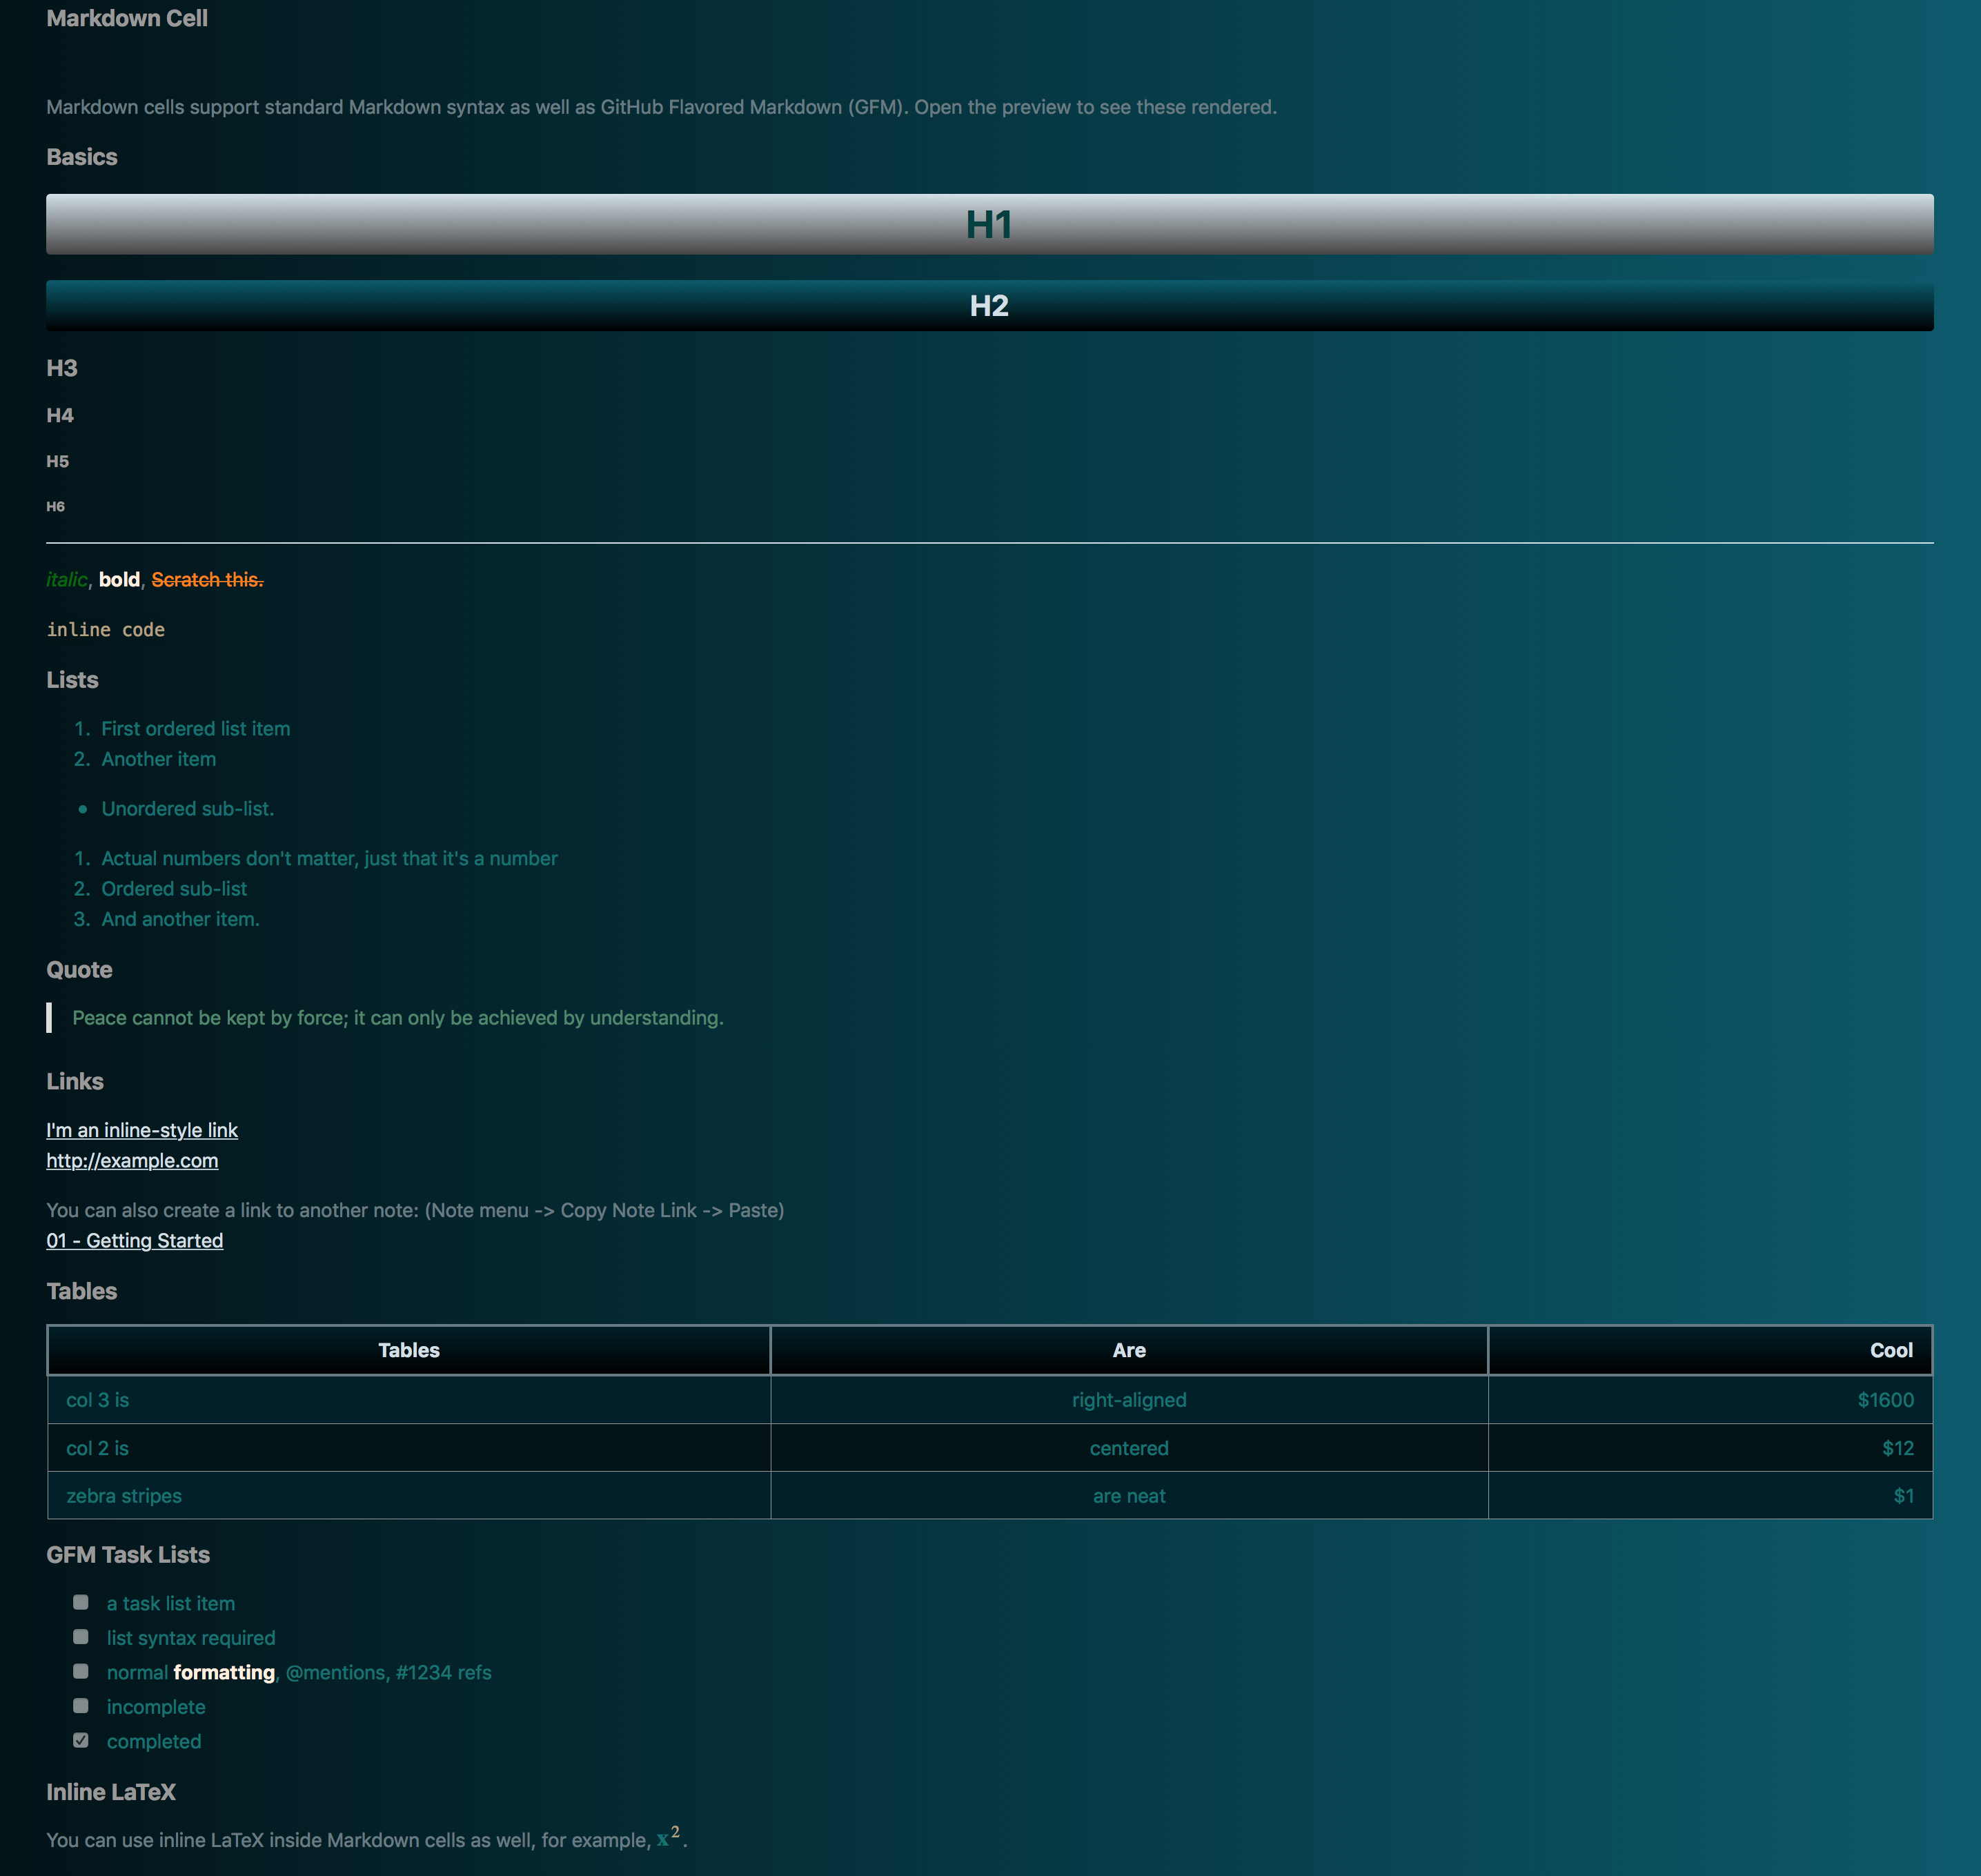 Markdown Cell
Markdown cells support standard Markdown syntax as well as GitHub Flavored Markdown (GFM). Open the preview to see these rendered.
Basics
H1
H2
H3
H4
H5
H6
italic, bold, Scratch this.
inline code
Lists
1. First ordered list item
2. Another item
• Unordered sub-list.
1. Actual numbers don't matter, just that it's a number
2. Ordered sub-list
3. And another item.
Quote
Peace cannot be kept by force; it can only be achieved by understanding.
Links
I'm an inline-style link
http://example.com
You can also create a link to another note: (Note menu -> Copy Note Link -> Paste)
01 - Getting Started
Tables
Tables Are Cool
col 3 is right-aligned $1600
col 2 is centered $12
zebra stripes are neat $1
GFM Task Lists
a task list item
list syntax required
normal formatting, @mentions, #1234 refs
incomplete
completed
Inline LaTeX
You can use inline LaTeX inside Markdown cells as well, for example, x².